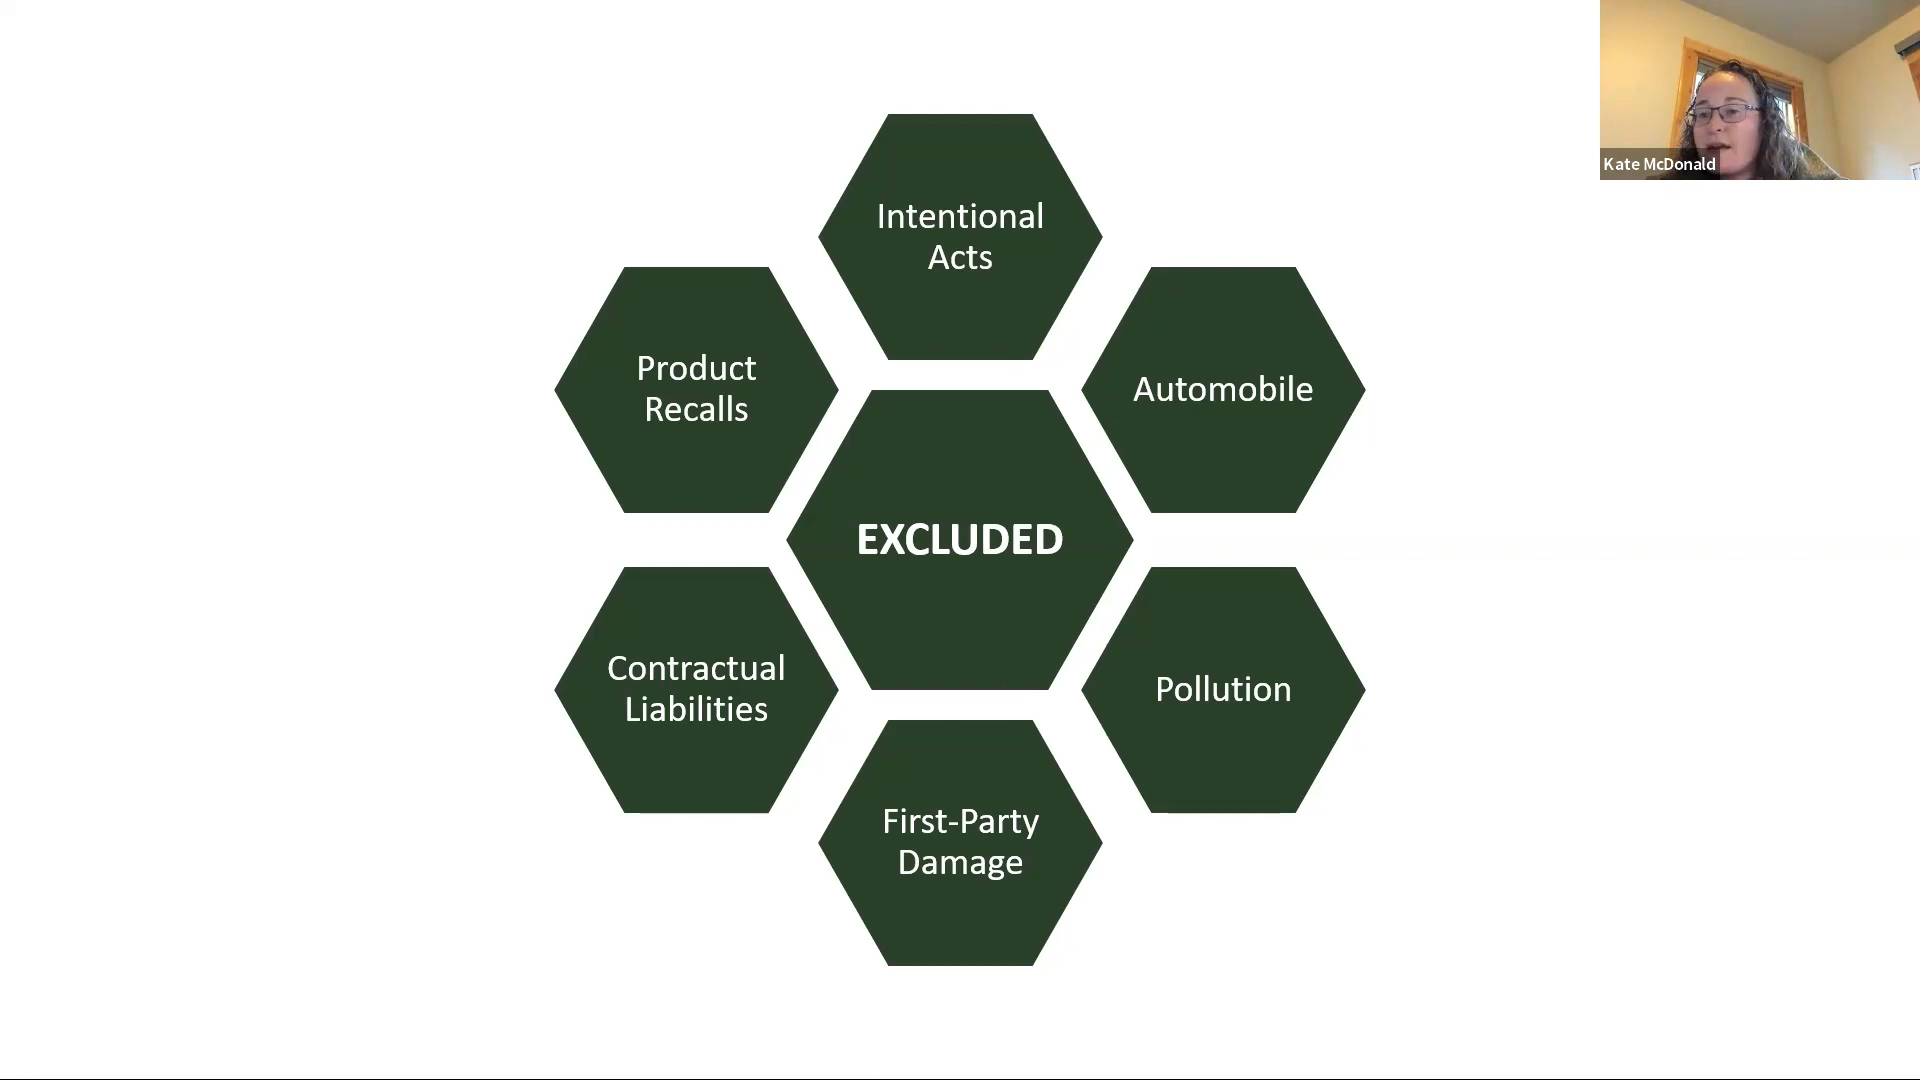 Kate McDonald
Intentional
Acts
Product
Recalls
Automobile
EXCLUDED
Contractual
Liabilities
Pollution
First-Party
Damage